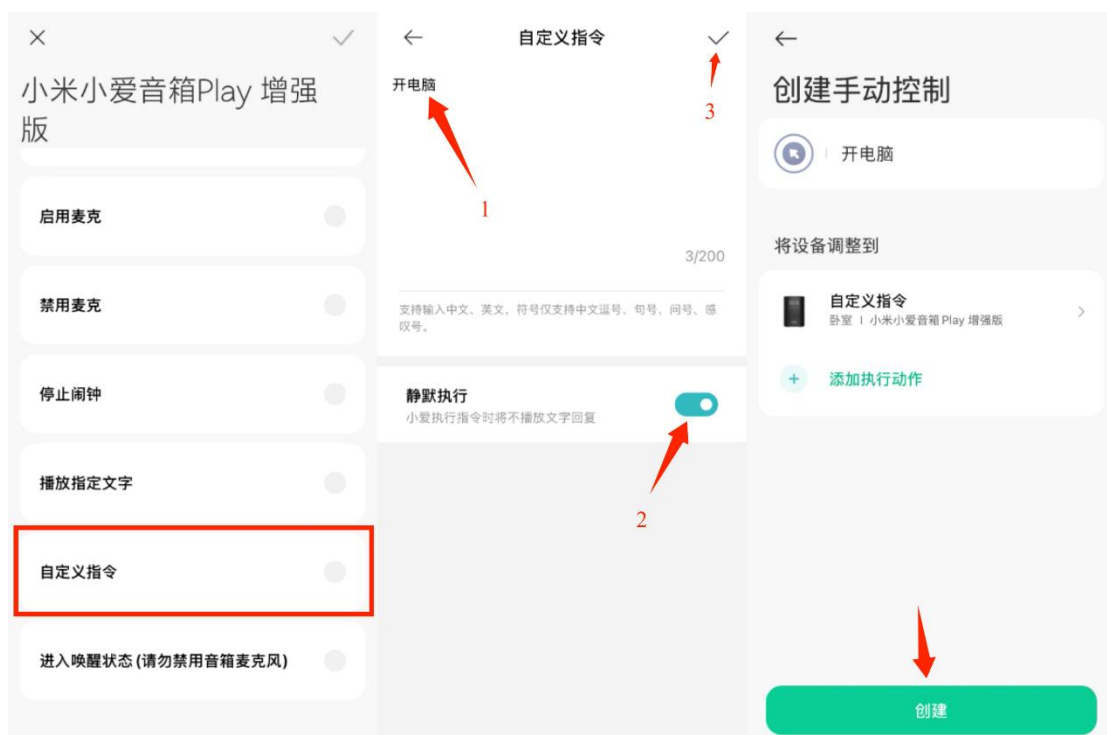 小米小爱音箱Play 增强
版
启用麦克
禁用麦克
停止闹钟
播放指定文字
自定义指令
进入唤醒状态 (请勿禁用音箱麦克风)
自定义指令
开电脑
3
1
3/200
支持输入中文、英文，符号仅支持中文逗号、句号、问号、感
叹号。
静默执行
小爱执行指令时将不播放文字回复
2
创建手动控制
开电脑
将设备调整到
自定义指令
卧室 | 小米小爱音箱 Play 增强版
添加执行动作
创建